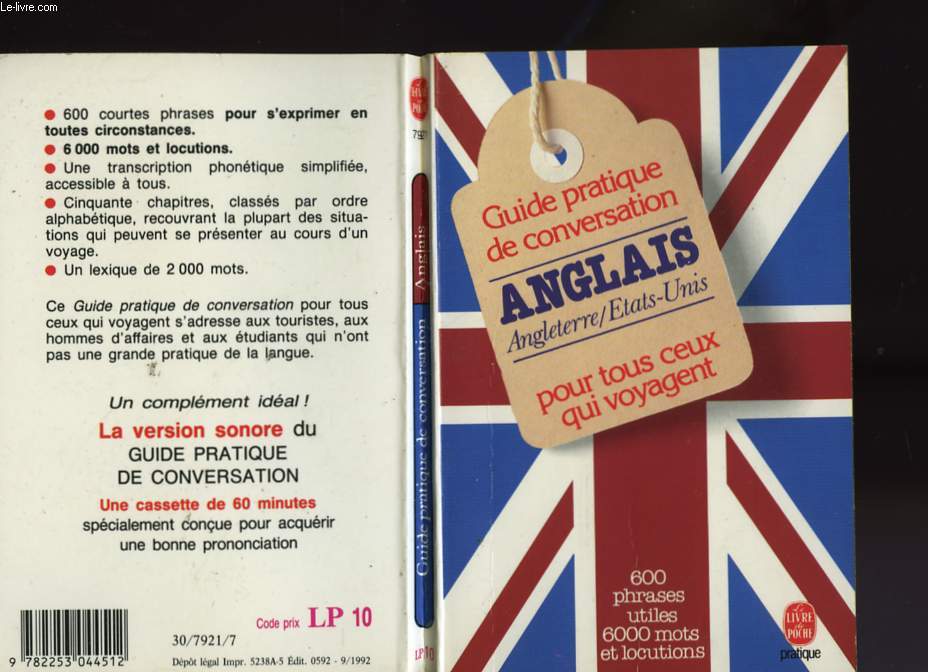 Le-livre.com
● 600 courtes phrases pour s'exprimer en
toutes circonstances.
● 6 000 mots et locutions.
● Une transcription phonétique simplifiée,
accessible à tous.
● Cinquante chapitres, classés par ordre
alphabétique, recouvrant la plupart des situa-
tions qui peuvent se présenter au cours d'un
voyage.
● Un lexique de 2 000 mots.
Ce Guide pratique de conversation pour tous
ceux qui voyagent s'adresse aux touristes, aux
hommes d'affaires et aux étudiants qui n'ont
pas une grande pratique de la langue.
Un complément idéal !
La version sonore du
GUIDE PRATIQUE
DE CONVERSATION
Une cassette de 60 minutes
spécialement conçue pour acquérir
une bonne prononciation
Code prix LP 10
30/7921/7
9 782253 044512
Dépôt légal Impr. 5238A-5 Édit. 0592 - 9/1992
LE LIVRE DE POCHE
7921
Guide pratique de conversation Anglais
LP 10
Guide pratique
de conversation
ANGLAIS
Angleterre/Etats-Unis
pour tous ceux
qui voyagent
600
phrases
utiles
6000 mots
et locutions
Le
LIVRE
de
POCHE
pratique